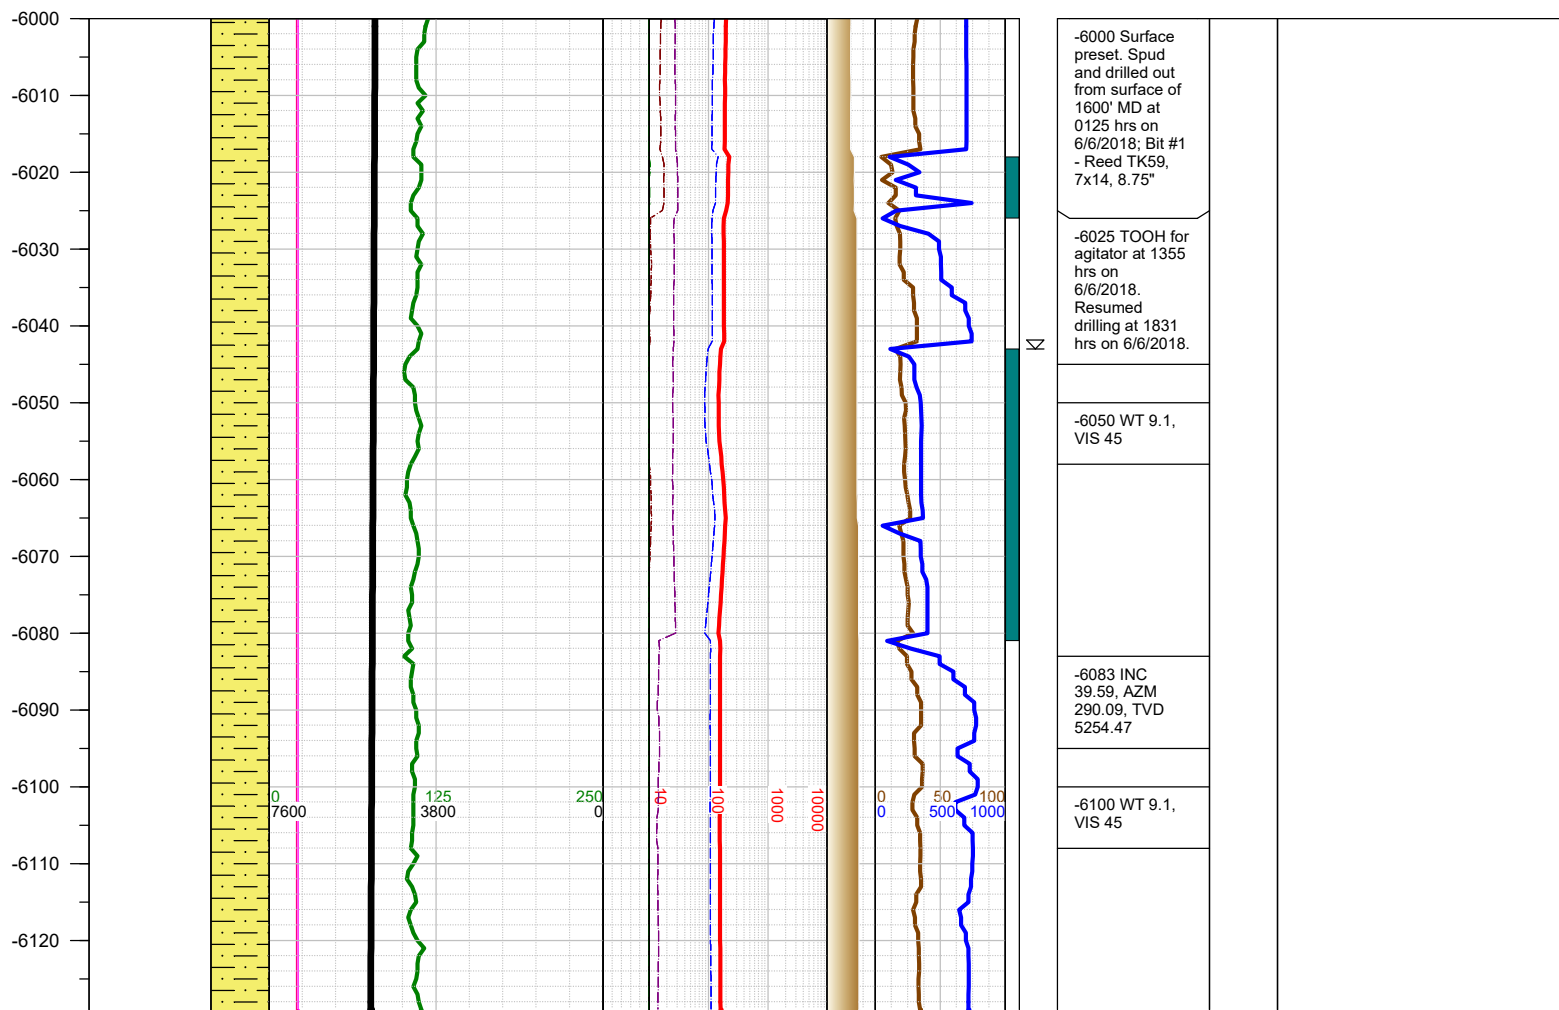 -6000
-6010
-6020
-6030
-6040
-6050
-6060
-6070
-6080
-6090
-6100
-6110
-6120
0
125
250
7600
3800
0
10
100
1000
10000
0
50
100
0
500
1000
-6000 Surface
preset. Spud
and drilled out
from surface of
1600' MD at
0125 hrs on
6/6/2018; Bit #1
- Reed TK59,
7x14, 8.75"
-6025 TOOH for
agitator at 1355
hrs on
6/6/2018.
Resumed
drilling at 1831
hrs on 6/6/2018.
-6050 WT 9.1,
VIS 45
-6083 INC
39.59, AZM
290.09, TVD
5254.47
-6100 WT 9.1,
VIS 45